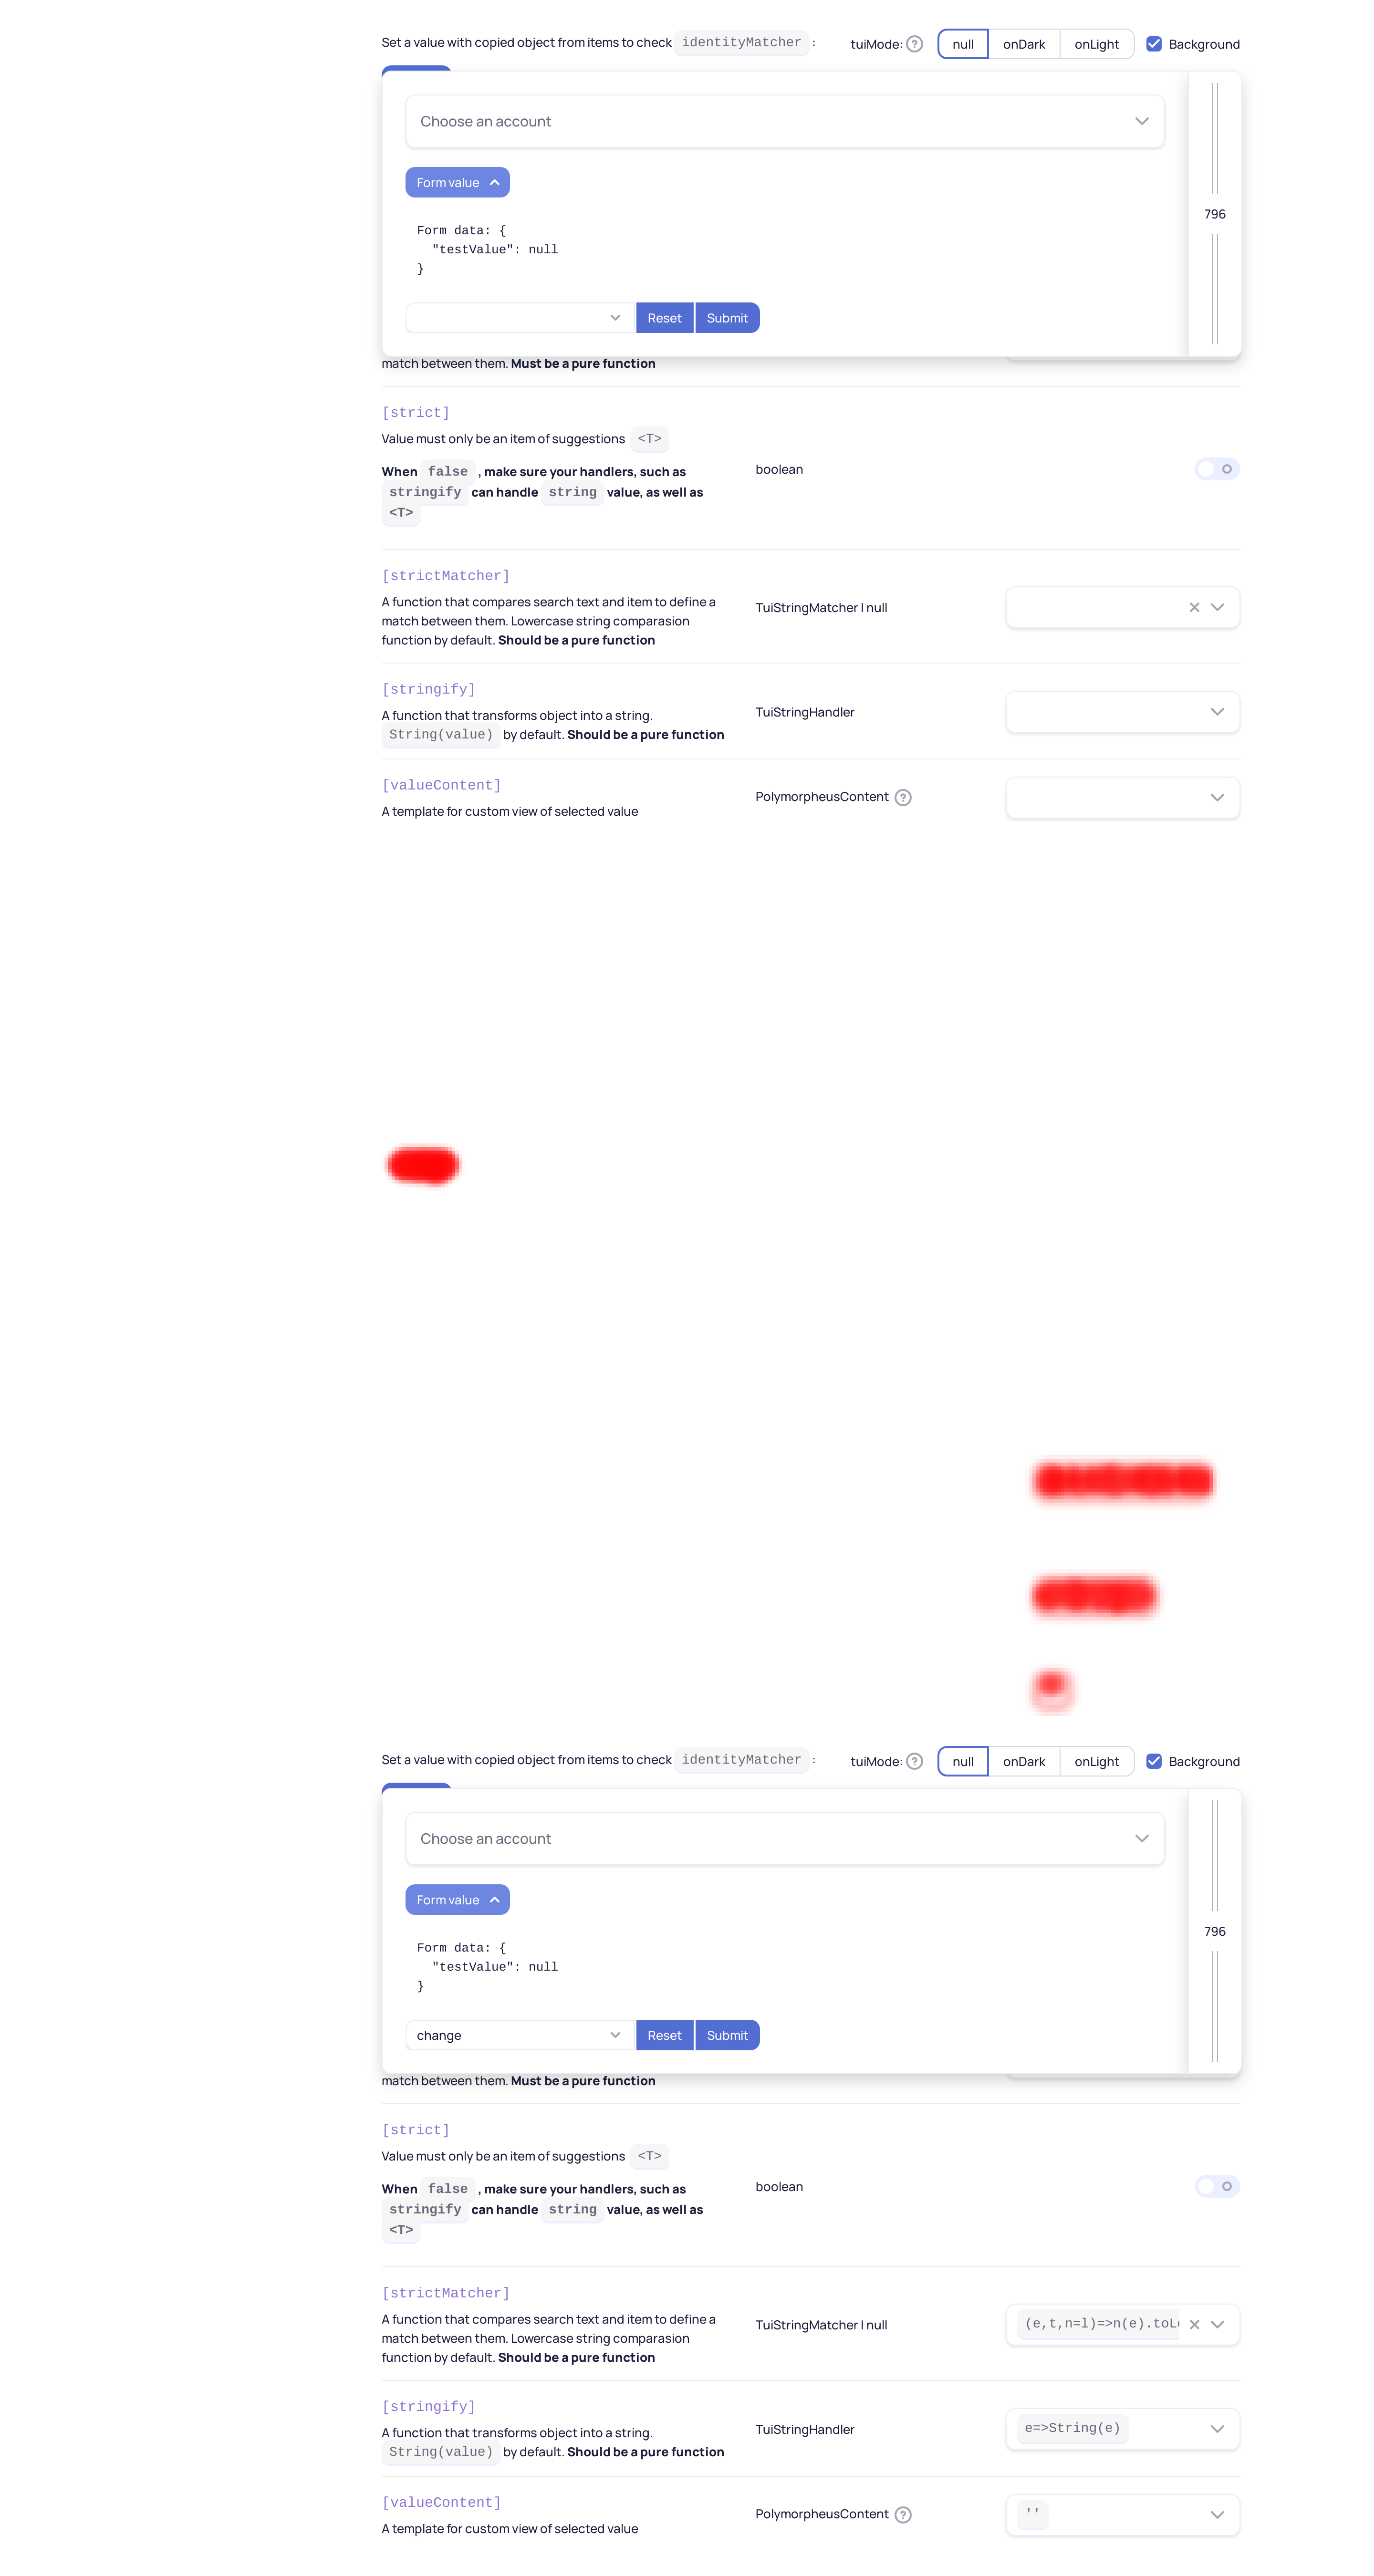 Set a value with copied object from items to check identityMatcher : tuiMode: ? null onDark onLight Background
Choose an account
Form value
796
Form data: {
"testValue": null
}
Reset Submit
match between them. Must be a pure function
[strict]
Value must only be an item of suggestions <T>
When false , make sure your handlers, such as
boolean
stringify can handle string value, as well as
<T>
[strictMatcher]
A function that compares search text and item to define a
TuiStringMatcher | null
match between them. Lowercase string comparasion
function by default. Should be a pure function
[stringify]
A function that transforms object into a string.
TuiStringHandler
String(value) by default. Should be a pure function
[valueContent]
PolymorpheusContent ?
A template for custom view of selected value
Set a value with copied object from items to check identityMatcher : tuiMode: ? null onDark onLight Background
Choose an account
Form value
796
Form data: {
"testValue": null
}
change Reset Submit
match between them. Must be a pure function
[strict]
Value must only be an item of suggestions <T>
When false , make sure your handlers, such as
boolean
stringify can handle string value, as well as
<T>
[strictMatcher]
A function that compares search text and item to define a
TuiStringMatcher | null
(e,t,n=l)=>n(e).toL
match between them. Lowercase string comparasion
function by default. Should be a pure function
[stringify]
A function that transforms object into a string.
TuiStringHandler
e=>String(e)
String(value) by default. Should be a pure function
[valueContent]
PolymorpheusContent ?
''
A template for custom view of selected value